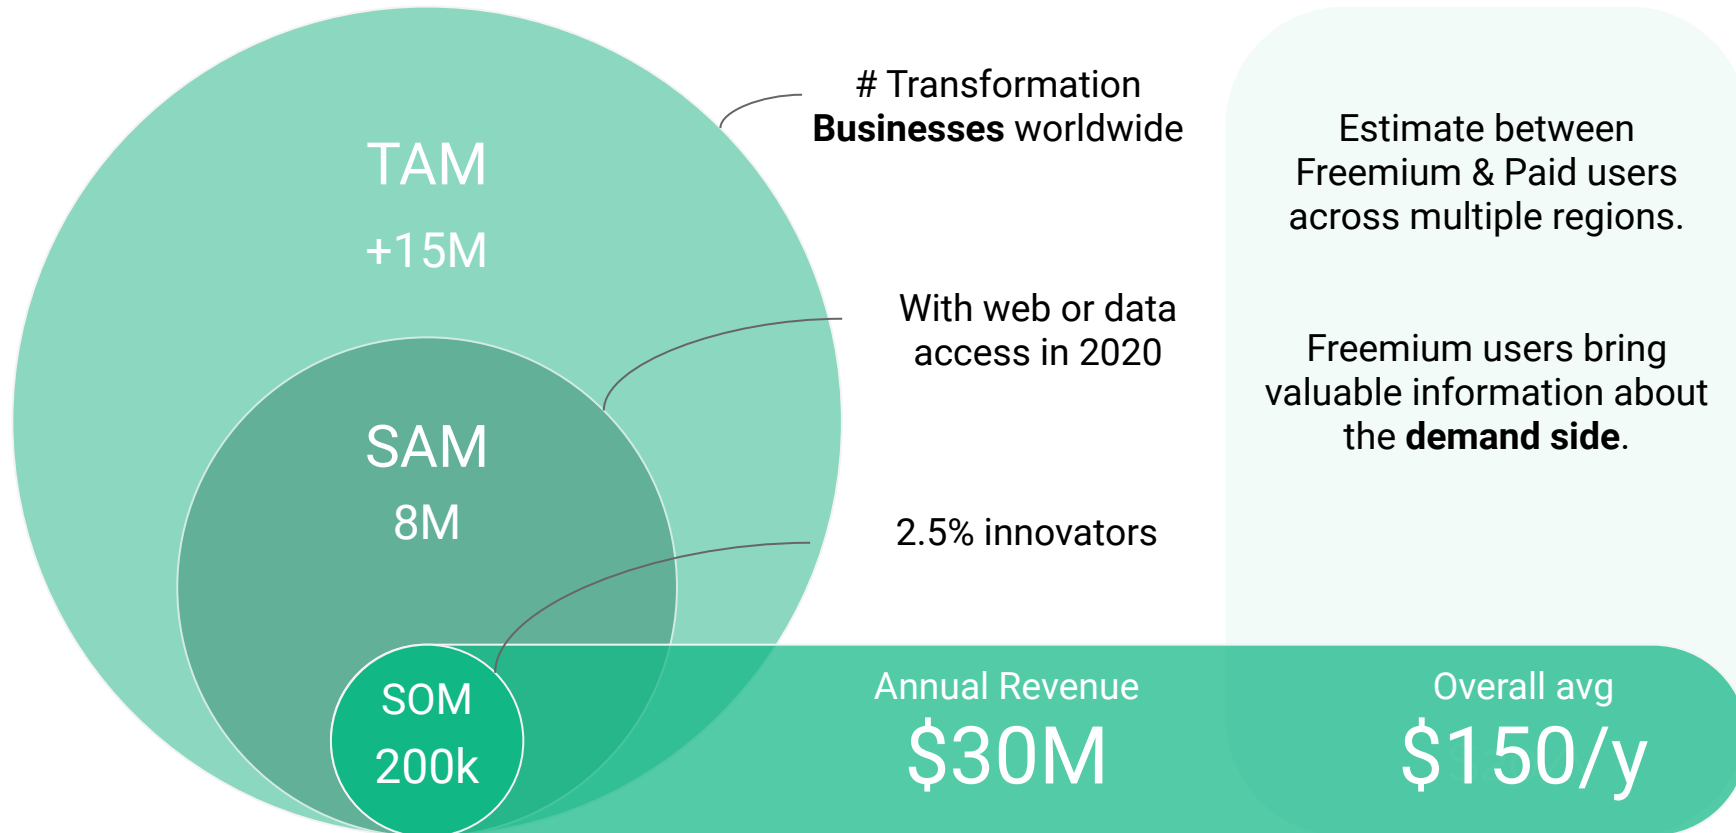 TAM
+15M
SAM
8M
SOM
200k
# Transformation
Businesses worldwide
With web or data
access in 2020
2.5% innovators
Estimate between
Freemium & Paid users
across multiple regions.
Freemium users bring
valuable information about
the demand side.
Annual Revenue
$30M
Overall avg
$150/y